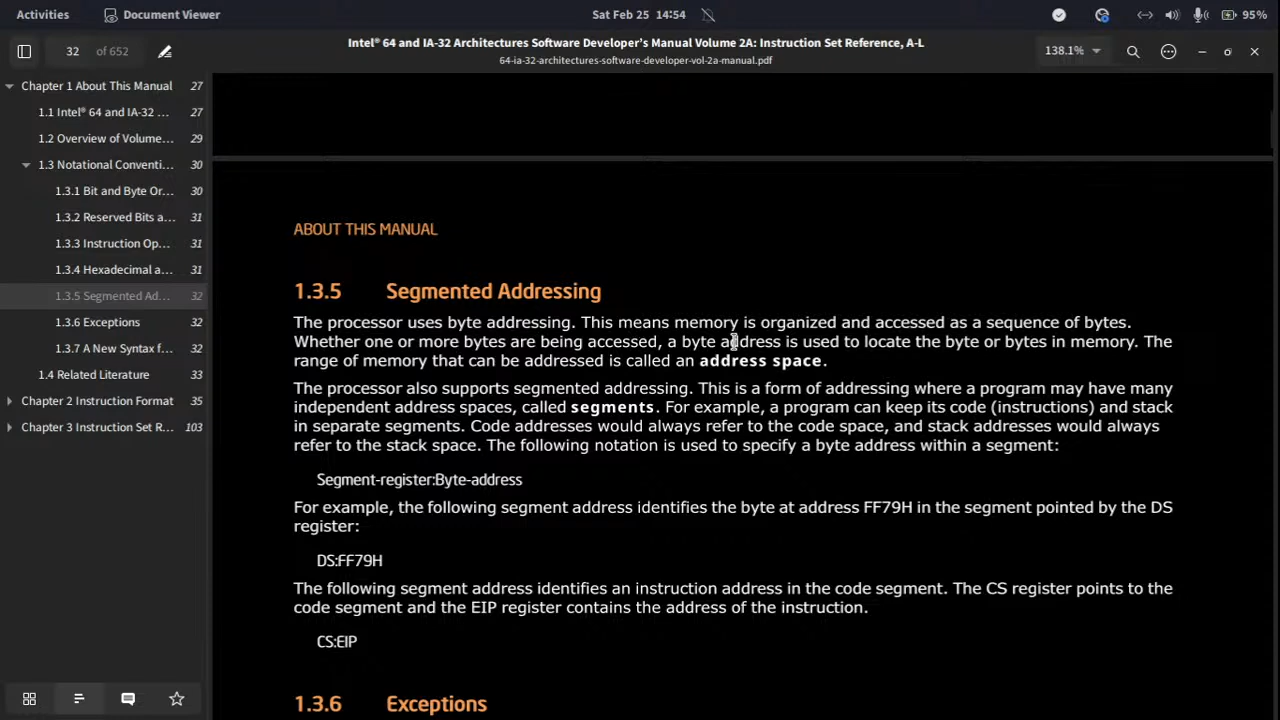 Activities
Document Viewer
Sat Feb 25 14:54
95%
32 of 652
Intel® 64 and IA-32 Architectures Software Developer's Manual Volume 2A: Instruction Set Reference, A-L
64-ia-32-architectures-software-developer-vol-2a-manual.pdf
138.1%
Chapter 1 About This Manual 27
1.1 Intel® 64 and IA-32 ... 27
1.2 Overview of Volume... 29
1.3 Notational Conventi... 30
1.3.1 Bit and Byte Or... 30
1.3.2 Reserved Bits a... 31
1.3.3 Instruction Op... 31
1.3.4 Hexadecimal a... 31
1.3.5 Segmented Ad... 32
1.3.6 Exceptions 32
1.3.7 A New Syntax f... 33
1.4 Related Literature 33
Chapter 2 Instruction Format 35
Chapter 3 Instruction Set R... 103
ABOUT THIS MANUAL
1.3.5 Segmented Addressing
The processor uses byte addressing. This means memory is organized and accessed as a sequence of bytes.
Whether one or more bytes are being accessed, a byte address is used to locate the byte or bytes in memory. The
range of memory that can be addressed is called an address space.
The processor also supports segmented addressing. This is a form of addressing where a program may have many
independent address spaces, called segments. For example, a program can keep its code (instructions) and stack
in separate segments. Code addresses would always refer to the code space, and stack addresses would always
refer to the stack space. The following notation is used to specify a byte address within a segment:
Segment-register:Byte-address
For example, the following segment address identifies the byte at address FF79H in the segment pointed by the DS
register:
DS:FF79H
The following segment address identifies an instruction address in the code segment. The CS register points to the
code segment and the EIP register contains the address of the instruction.
CS:EIP
1.3.6 Exceptions